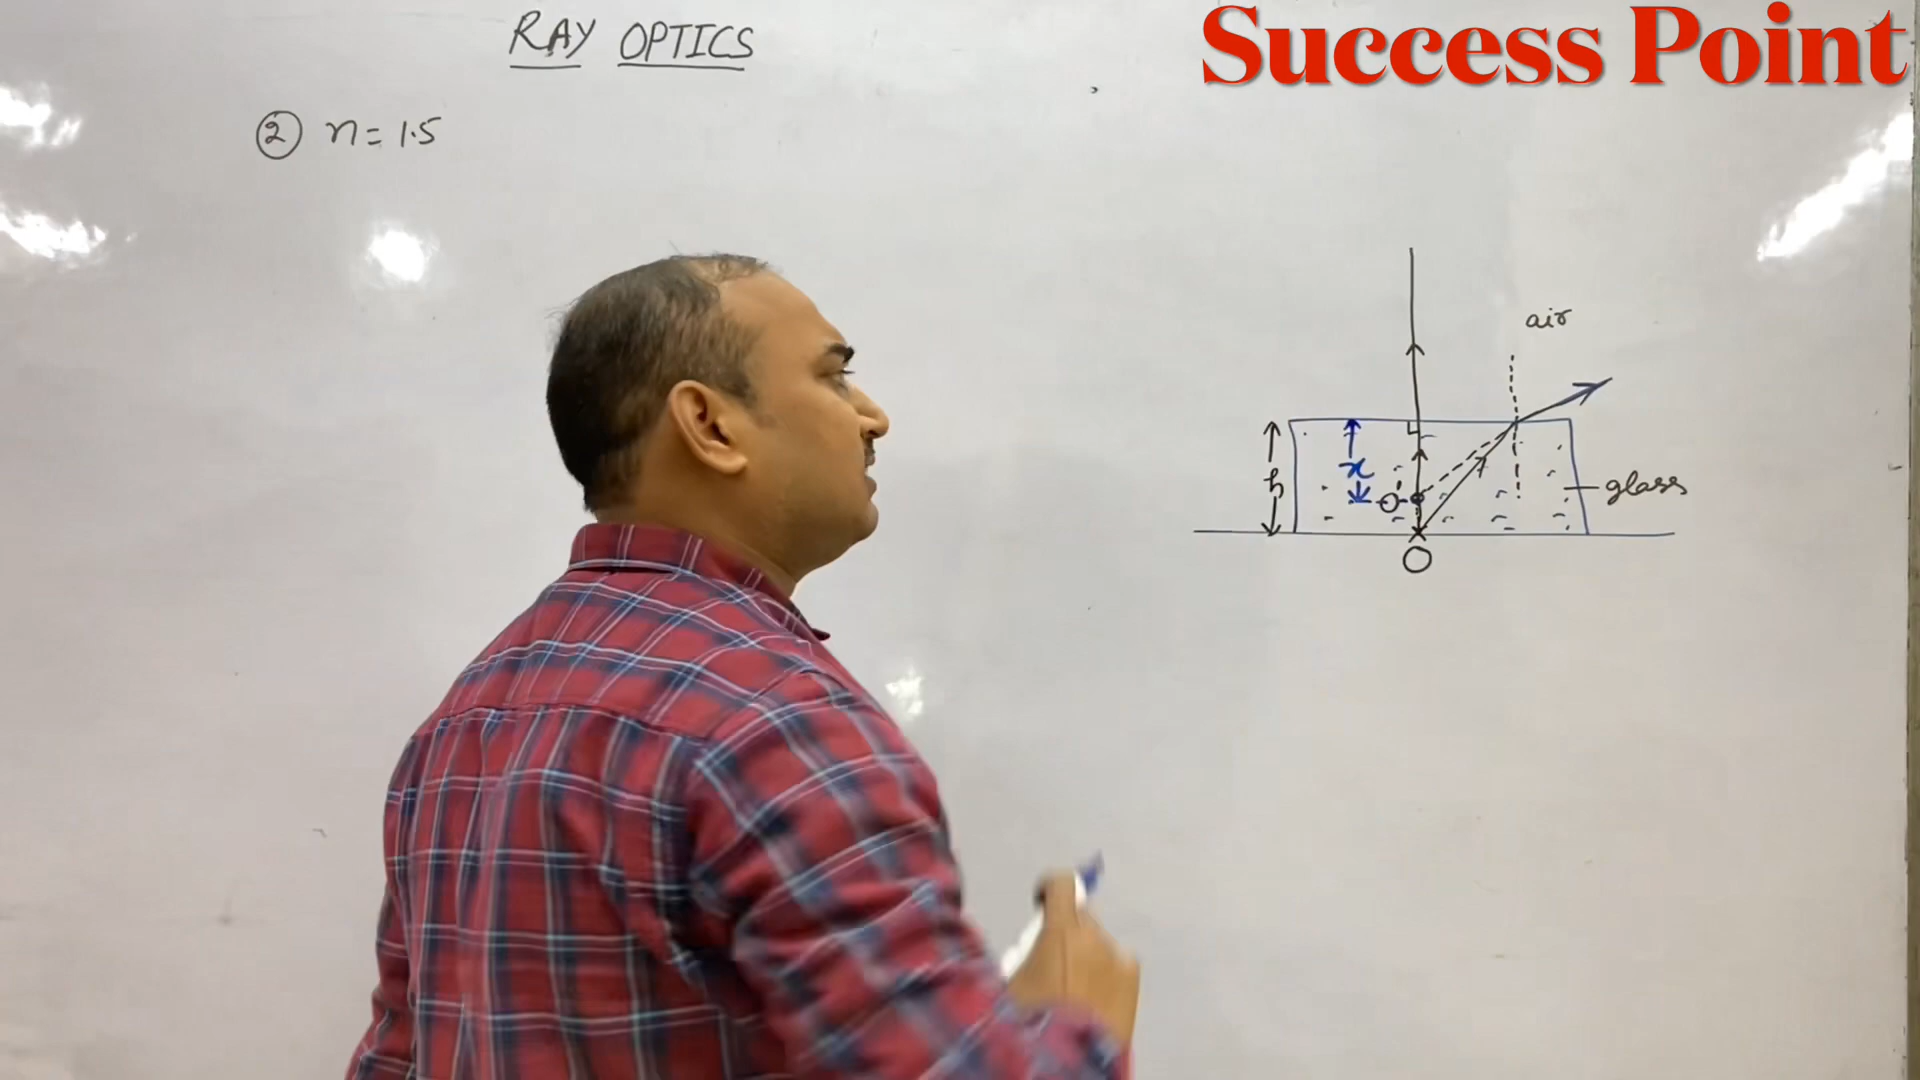 RAY OPTICS
Success Point
② n = 1.5
air
h
x
O'
glass
O